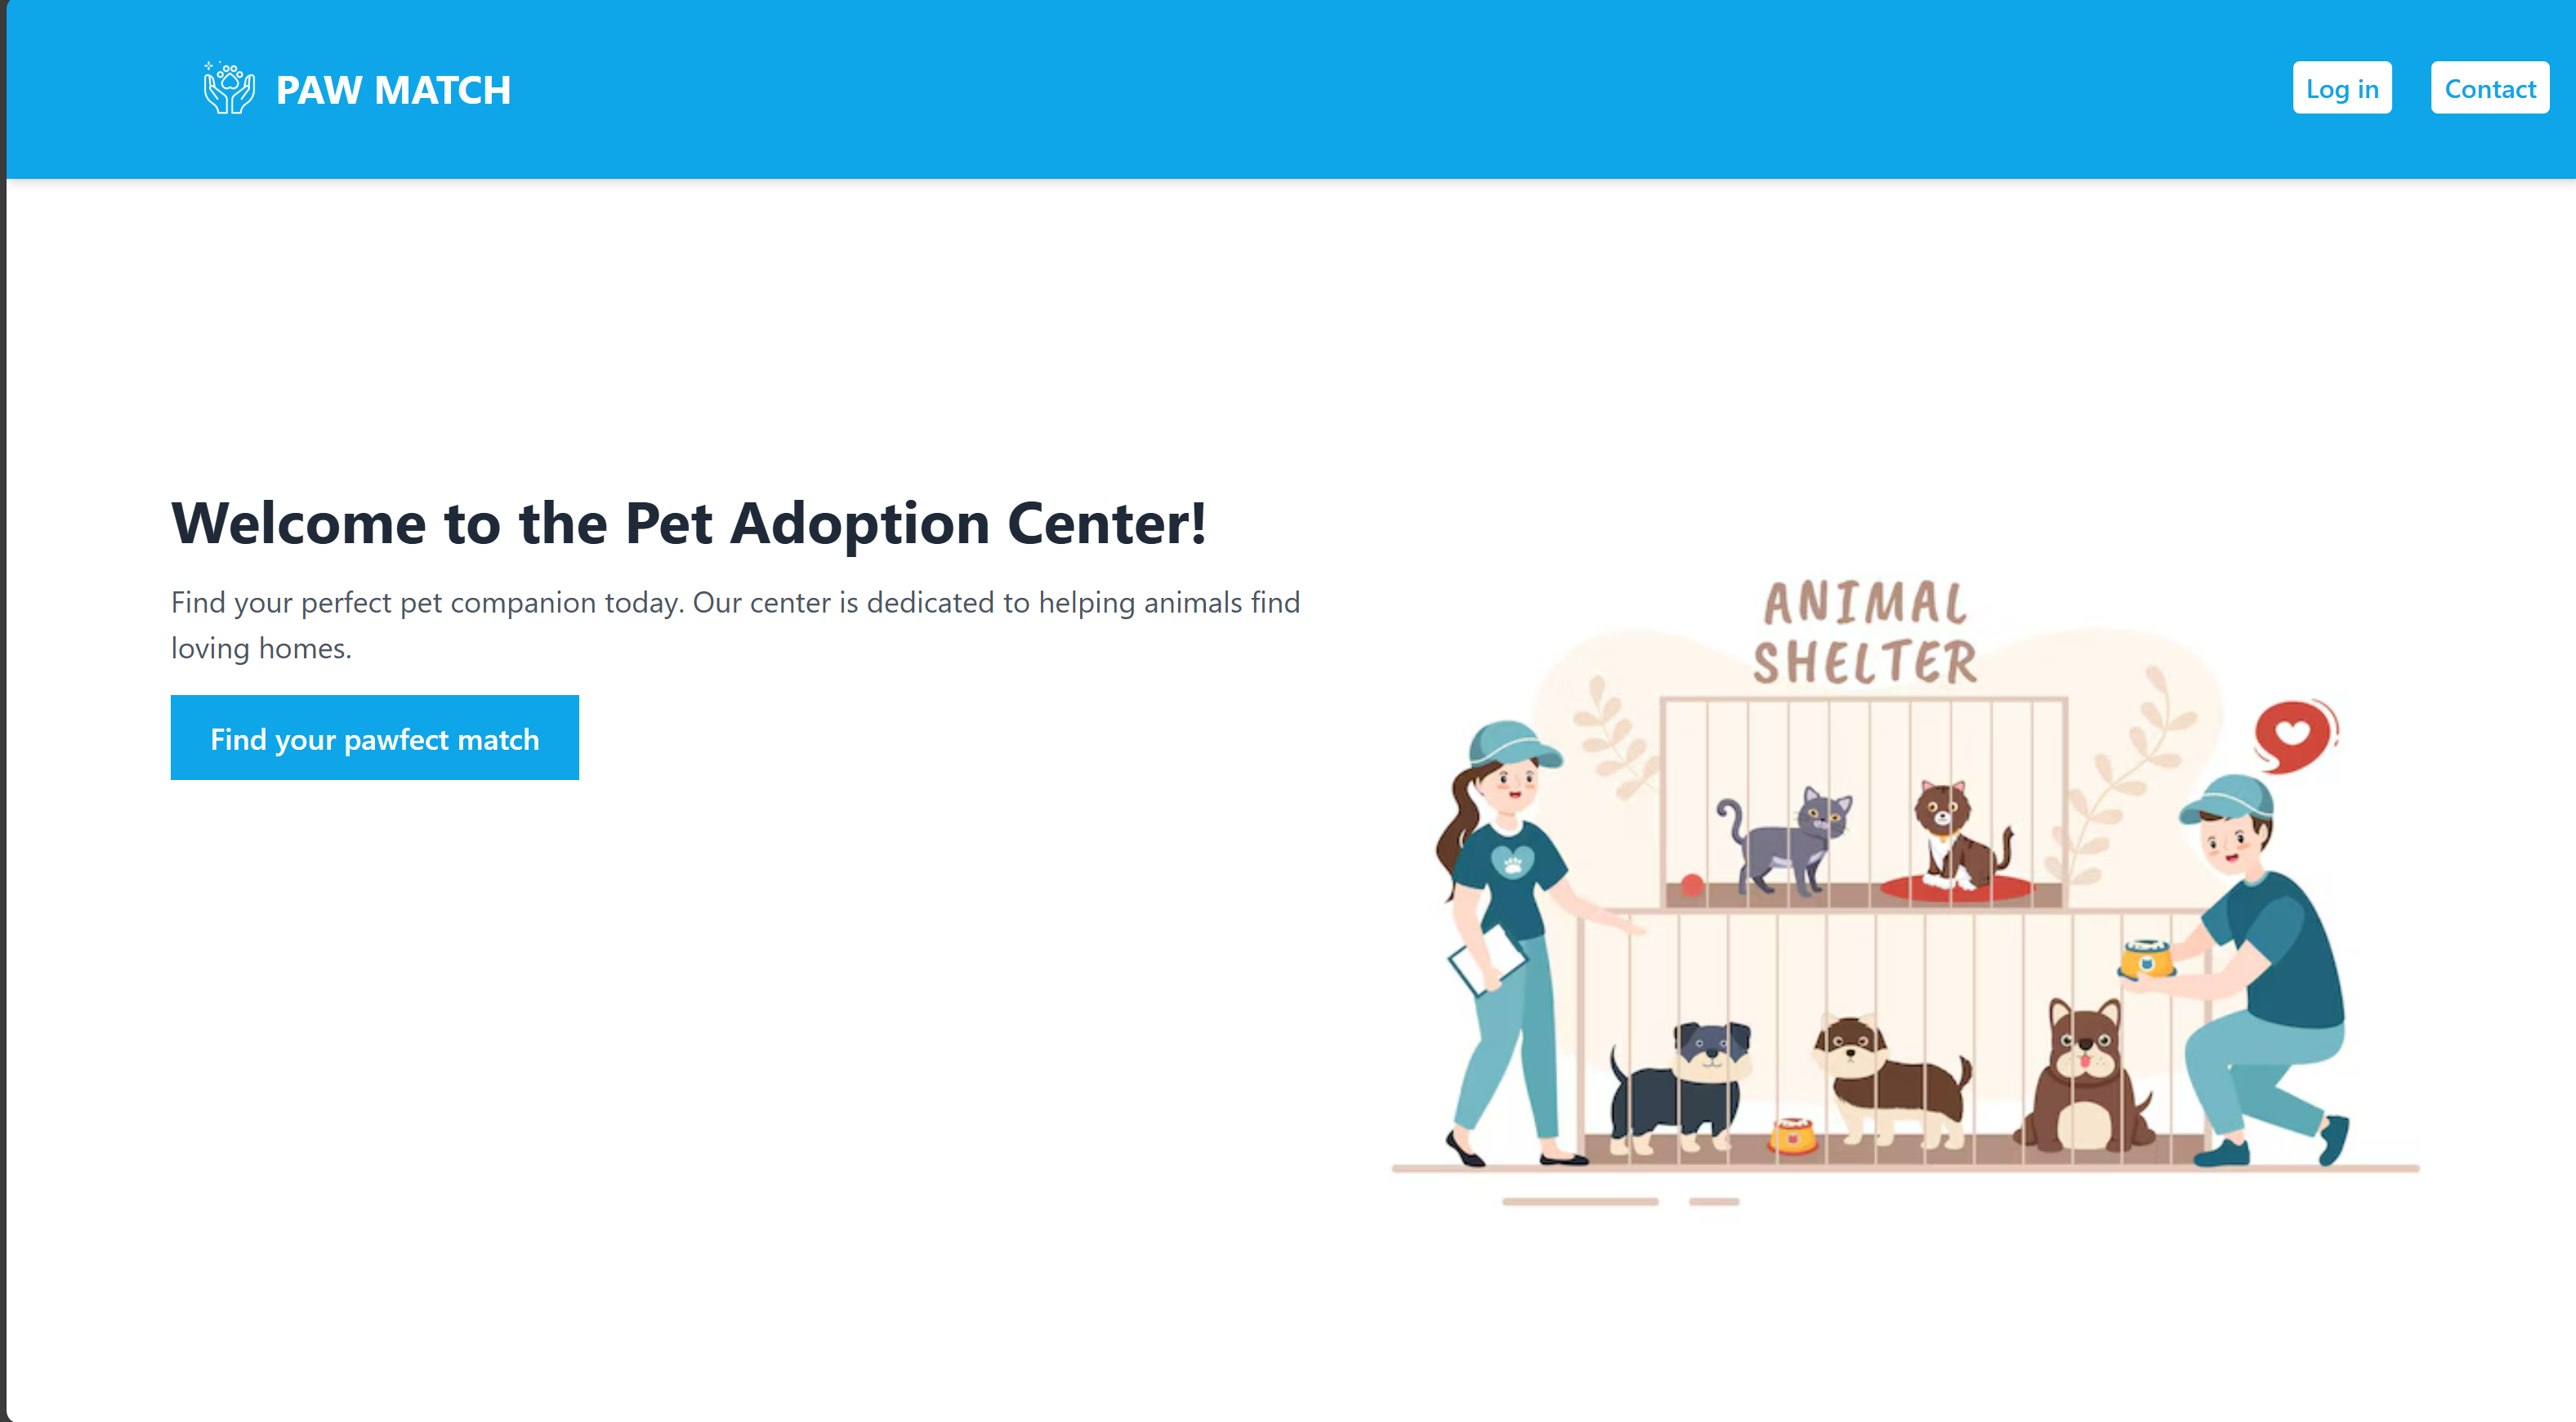 PAW MATCH
Log in
Contact
Welcome to the Pet Adoption Center!
Find your perfect pet companion today. Our center is dedicated to helping animals find
loving homes.
Find your pawfect match
ANIMAL
SHELTER